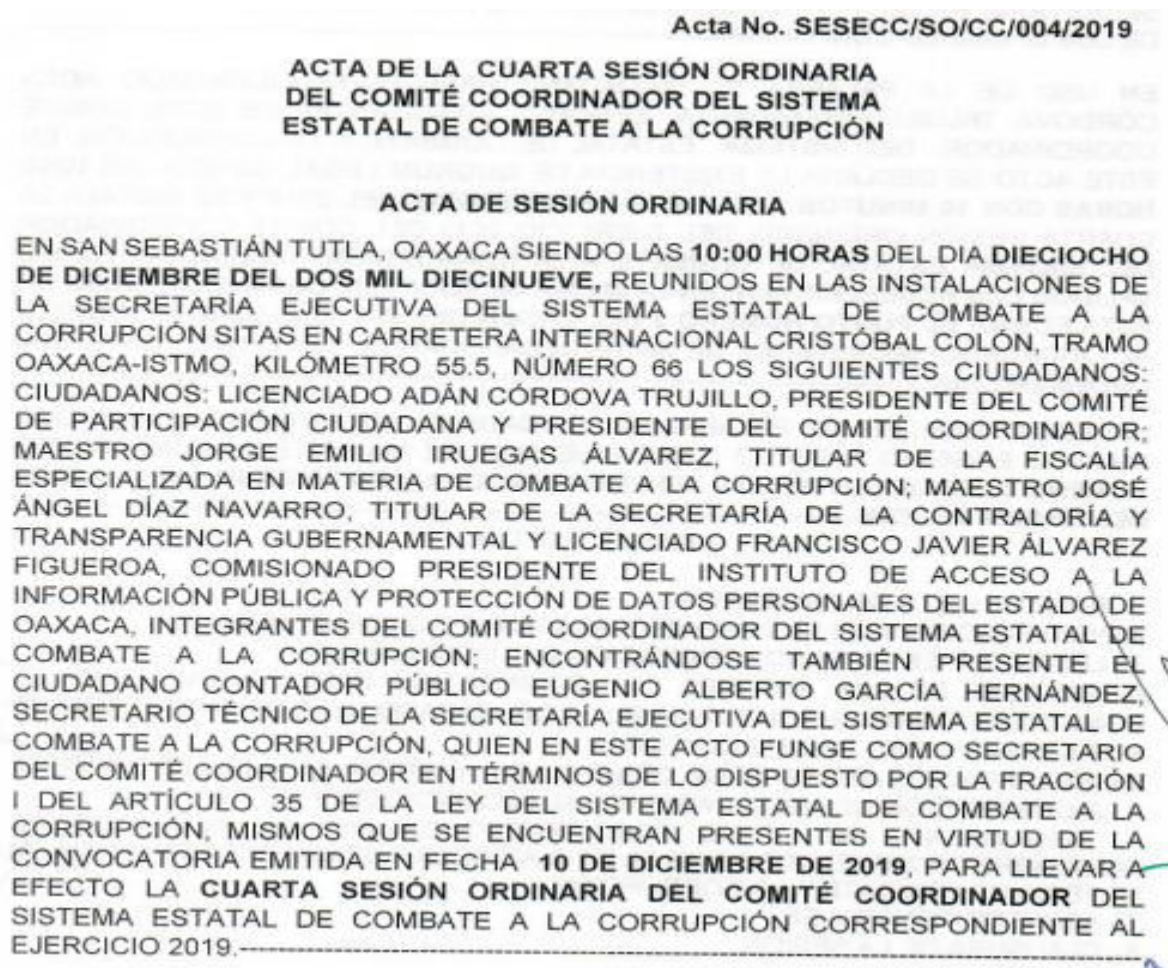 Acta No. SESECC/SO/CC/004/2019
ACTA DE LA CUARTA SESIÓN ORDINARIA
DEL COMITÉ COORDINADOR DEL SISTEMA
ESTATAL DE COMBATE A LA CORRUPCIÓN
ACTA DE SESIÓN ORDINARIA
EN SAN SEBASTIÁN TUTLA, OAXACA SIENDO LAS 10:00 HORAS DEL DIA DIECIOCHO
DE DICIEMBRE DEL DOS MIL DIECINUEVE, REUNIDOS EN LAS INSTALACIONES DE
LA SECRETARÍA EJECUTIVA DEL SISTEMA ESTATAL DE COMBATE A LA
CORRUPCIÓN SITAS EN CARRETERA INTERNACIONAL CRISTÓBAL COLÓN, TRAMO
OAXACA-ISTMO, KILÓMETRO 55.5, NÚMERO 66 LOS SIGUIENTES CIUDADANOS:
CIUDADANOS: LICENCIADO ADÁN CÓRDOVA TRUJILLO, PRESIDENTE DEL COMITÉ
DE PARTICIPACIÓN CIUDADANA Y PRESIDENTE DEL COMITÉ COORDINADOR;
MAESTRO JORGE EMILIO IRUEGAS ÁLVAREZ, TITULAR DE LA FISCALÍA
ESPECIALIZADA EN MATERIA DE COMBATE A LA CORRUPCIÓN; MAESTRO JOSÉ
ÁNGEL DÍAZ NAVARRO, TITULAR DE LA SECRETARÍA DE LA CONTRALORÍA Y
TRANSPARENCIA GUBERNAMENTAL Y LICENCIADO FRANCISCO JAVIER ÁLVAREZ
FIGUEROA, COMISIONADO PRESIDENTE DEL INSTITUTO DE ACCESO A LA
INFORMACIÓN PÚBLICA Y PROTECCIÓN DE DATOS PERSONALES DEL ESTADO DE
OAXACA, INTEGRANTES DEL COMITÉ COORDINADOR DEL SISTEMA ESTATAL DE
COMBATE A LA CORRUPCIÓN; ENCONTRÁNDOSE TAMBIÉN PRESENTE EL
CIUDADANO CONTADOR PÚBLICO EUGENIO ALBERTO GARCÍA HERNÁNDEZ,
SECRETARIO TÉCNICO DE LA SECRETARÍA EJECUTIVA DEL SISTEMA ESTATAL DE
COMBATE A LA CORRUPCIÓN, QUIEN EN ESTE ACTO FUNGE COMO SECRETARIO
DEL COMITÉ COORDINADOR EN TÉRMINOS DE LO DISPUESTO POR LA FRACCIÓN
I DEL ARTÍCULO 35 DE LA LEY DEL SISTEMA ESTATAL DE COMBATE A LA
CORRUPCIÓN, MISMOS QUE SE ENCUENTRAN PRESENTES EN VIRTUD DE LA
CONVOCATORIA EMITIDA EN FECHA 10 DE DICIEMBRE DE 2019, PARA LLEVAR A
EFECTO LA CUARTA SESIÓN ORDINARIA DEL COMITÉ COORDINADOR DEL
SISTEMA ESTATAL DE COMBATE A LA CORRUPCIÓN CORRESPONDIENTE AL
EJERCICIO 2019.------------------------------------------------------------